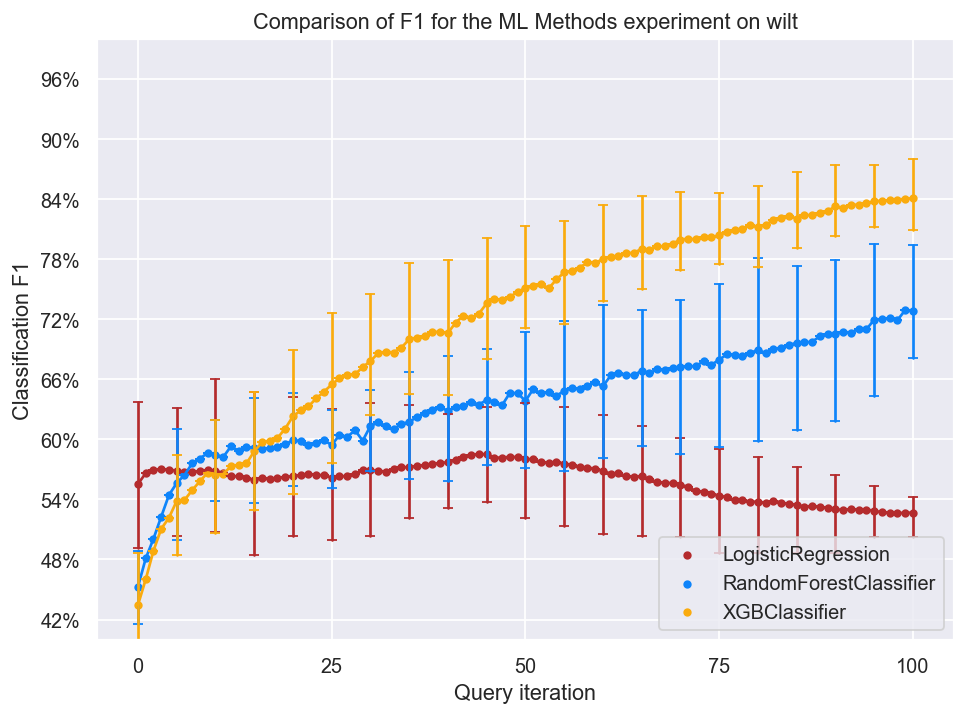 Comparison of F1 for the ML Methods experiment on wilt
96%
90%
84%
78%
72%
66%
60%
54%
48%
42%
Classification F1
0 25 50 75 100
Query iteration
LogisticRegression
RandomForestClassifier
XGBClassifier